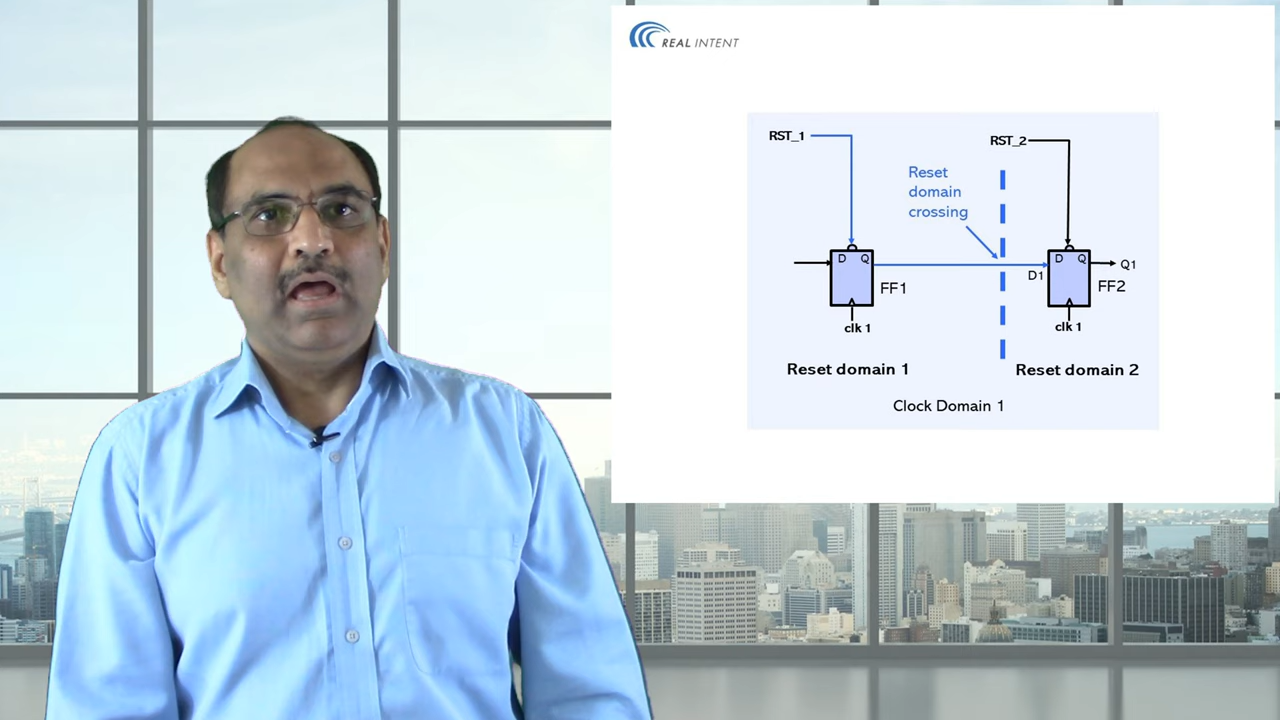 REAL INTENT
RST_1
RST_2
Reset
domain
crossing
D Q
D Q
Q1
D1
FF1
FF2
clk 1
clk 1
Reset domain 1
Reset domain 2
Clock Domain 1